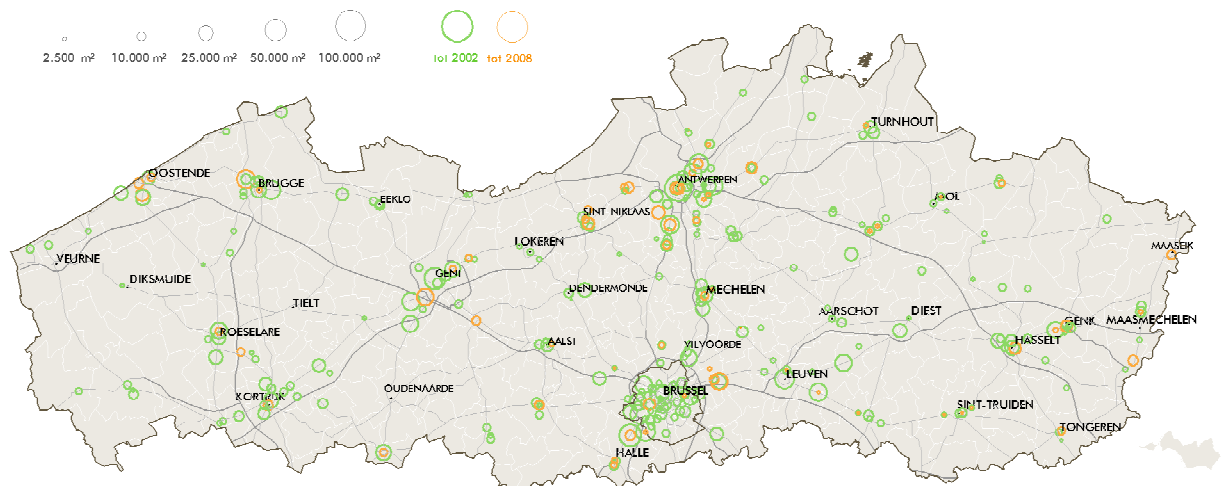 2.500 m² 10.000 m² 25.000 m² 50.000 m² 100.000 m² tot 2002 tot 2008
TURNHOUT
OOSTENDE
BRUGGE
ANTWERPEN
EEKLO
MOL
SINT NIKLAAS
LOKEREN
MAASEIK
VEURNE
GENT
DIKSMUIDE
DENDERMONDE
MECHELEN
TIELT
AARSCHOT
DIEST
GENK
MAASMECHELEN
ROESELARE
AALST
VILVOORDE
HASSELT
LEUVEN
OUDENAARDE
BRUSSEL
KORTRIJK
SINT-TRUIDEN
TONGEREN
HALLE